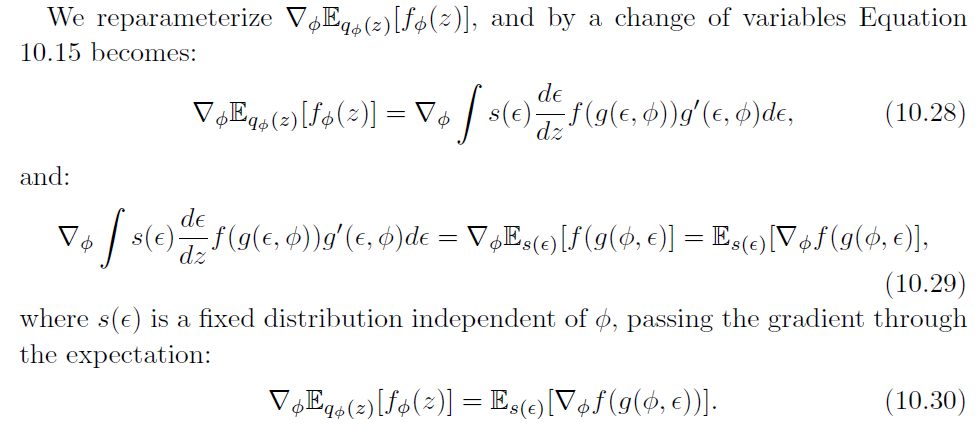 We reparameterize ∇_ϕ𝔼_{q_ϕ(z)}[f_ϕ(z)], and by a change of variables Equation
10.15 becomes:
∇_ϕ𝔼_{q_ϕ(z)}[f_ϕ(z)] = ∇_ϕ ∫ s(ϵ) dϵ/dz f(g(ϵ, ϕ))g′(ϵ, ϕ)dϵ, (10.28)
and:
∇_ϕ ∫ s(ϵ) dϵ/dz f(g(ϵ, ϕ))g′(ϵ, ϕ)dϵ = ∇_ϕ𝔼_{s(ϵ)}[f(g(ϕ, ϵ)] = 𝔼_{s(ϵ)}[∇_ϕ f(g(ϕ, ϵ)],
(10.29)
where s(ϵ) is a fixed distribution independent of ϕ, passing the gradient through
the expectation:
∇_ϕ𝔼_{q_ϕ(z)}[f_ϕ(z)] = 𝔼_{s(ϵ)}[∇_ϕ f(g(ϕ, ϵ))]. (10.30)